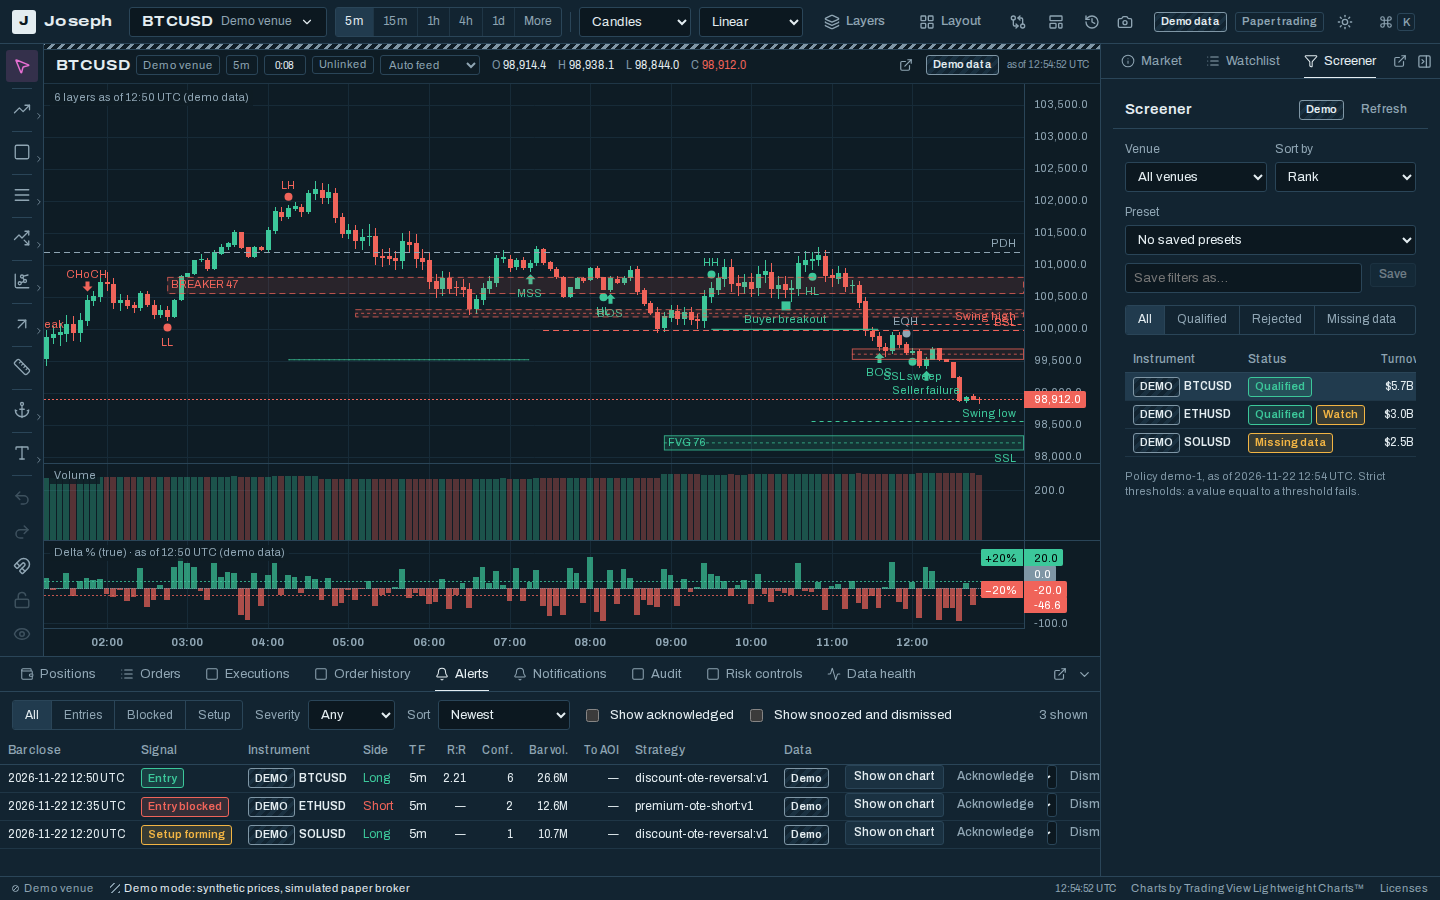 J Joseph BTCUSD Demo venue 5m 15m 1h 4h 1d More Candles Linear Layers Layout Demo data Paper trading ⌘ K
BTCUSD Demo venue 5m 0:08 Unlinked Auto feed O 98,914.4 H 98,938.1 L 98,844.0 C 98,912.0 Demo data as of 12:54:52 UTC
6 layers as of 12:50 UTC (demo data)
103,500.0
103,000.0
102,500.0
102,000.0
101,500.0
101,000.0
100,500.0
100,000.0
99,500.0
98,912.0
98,500.0
98,000.0
LH
PDH
CHoCH
HH
BREAKER 47
MSS
HL
BOS
Buyer breakout
Swing high
EQH
LL
BOS
SSL sweep
Seller failure
Swing low
FVG 76
SSL
Volume
200.0
Delta % (true) · as of 12:50 UTC (demo data)
+20% 20.0
0.0
−20% -20.0
-46.6
-100.0
02:00 03:00 04:00 05:00 06:00 07:00 08:00 09:00 10:00 11:00 12:00
Market Watchlist Screener
Screener Demo Refresh
Venue Sort by
All venues Rank
Preset
No saved presets
Save filters as... Save
All Qualified Rejected Missing data
Instrument Status Turnov
DEMO BTCUSD Qualified $5.7B
DEMO ETHUSD Qualified Watch $3.0B
DEMO SOLUSD Missing data $2.5B
Policy demo-1, as of 2026-11-22 12:54 UTC. Strict
thresholds: a value equal to a threshold fails.
Positions Orders Executions Order history Alerts Notifications Audit Risk controls Data health
All Entries Blocked Setup Severity Any Sort Newest Show acknowledged Show snoozed and dismissed 3 shown
Bar close Signal Instrument Side TF R:R Conf. Bar vol. To AOI Strategy Data
2026-11-22 12:50 UTC Entry DEMO BTCUSD Long 5m 2.21 6 26.6M — discount-ote-reversal:v1 Demo Show on chart Acknowledge Dism
2026-11-22 12:35 UTC Entry blocked DEMO ETHUSD Short 5m — 2 12.6M — premium-ote-short:v1 Demo Show on chart Acknowledge Dism
2026-11-22 12:20 UTC Setup forming DEMO SOLUSD Long 5m — 1 10.7M — discount-ote-reversal:v1 Demo Show on chart Acknowledge Dism
Demo venue Demo mode: synthetic prices, simulated paper broker 12:54:52 UTC Charts by TradingView Lightweight Charts™ Licenses